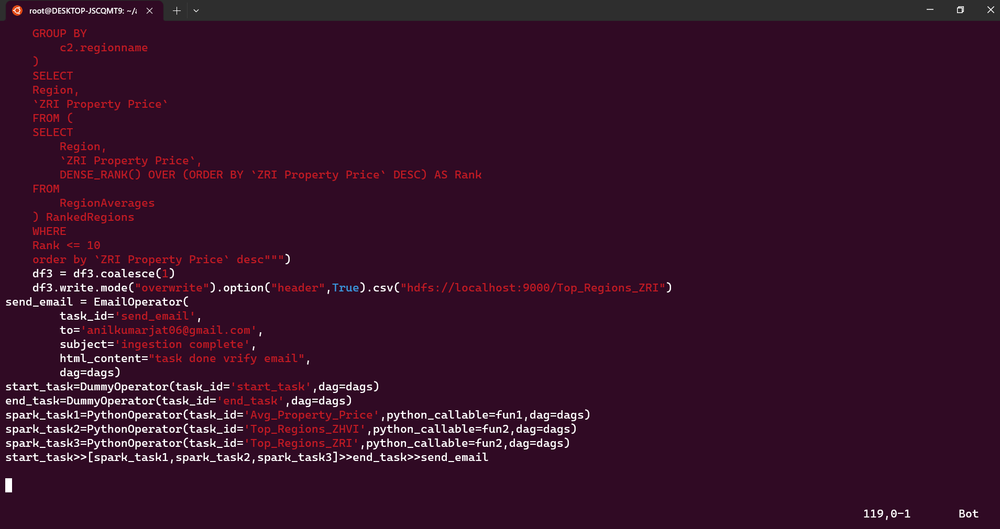 root@DESKTOP-JSCQMT9: ~/a
    GROUP BY
        c2.regionname
    )
    SELECT
    Region,
    `ZRI Property Price`
    FROM (
    SELECT
        Region,
        `ZRI Property Price`,
        DENSE_RANK() OVER (ORDER BY `ZRI Property Price` DESC) AS Rank
    FROM
        RegionAverages
    ) RankedRegions
    WHERE
    Rank <= 10
    order by `ZRI Property Price` desc""")
    df3 = df3.coalesce(1)
    df3.write.mode("overwrite").option("header",True).csv("hdfs://localhost:9000/Top_Regions_ZRI")
send_email = EmailOperator(
        task_id='send_email',
        to='anilkumarjat06@gmail.com',
        subject='ingestion complete',
        html_content="task done vrify email",
        dag=dags)
start_task=DummyOperator(task_id='start_task',dag=dags)
end_task=DummyOperator(task_id='end_task',dag=dags)
spark_task1=PythonOperator(task_id='Avg_Property_Price',python_callable=fun1,dag=dags)
spark_task2=PythonOperator(task_id='Top_Regions_ZHVI',python_callable=fun2,dag=dags)
spark_task3=PythonOperator(task_id='Top_Regions_ZRI',python_callable=fun2,dag=dags)
start_task>>[spark_task1,spark_task2,spark_task3]>>end_task>>send_email
119,0-1 Bot